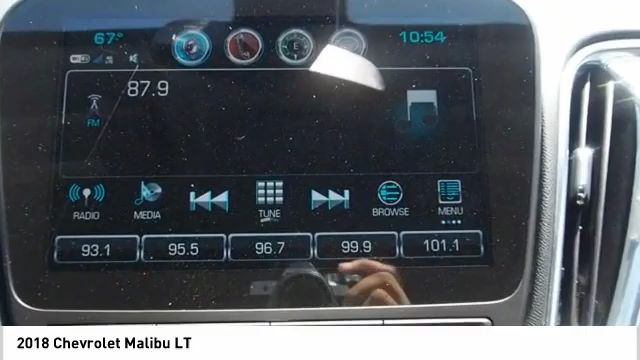 67°
10:54
87.9
FM
RADIO
MEDIA
TUNE
BROWSE
MENU
93.1
95.5
96.7
99.9
101.1
2018 Chevrolet Malibu LT